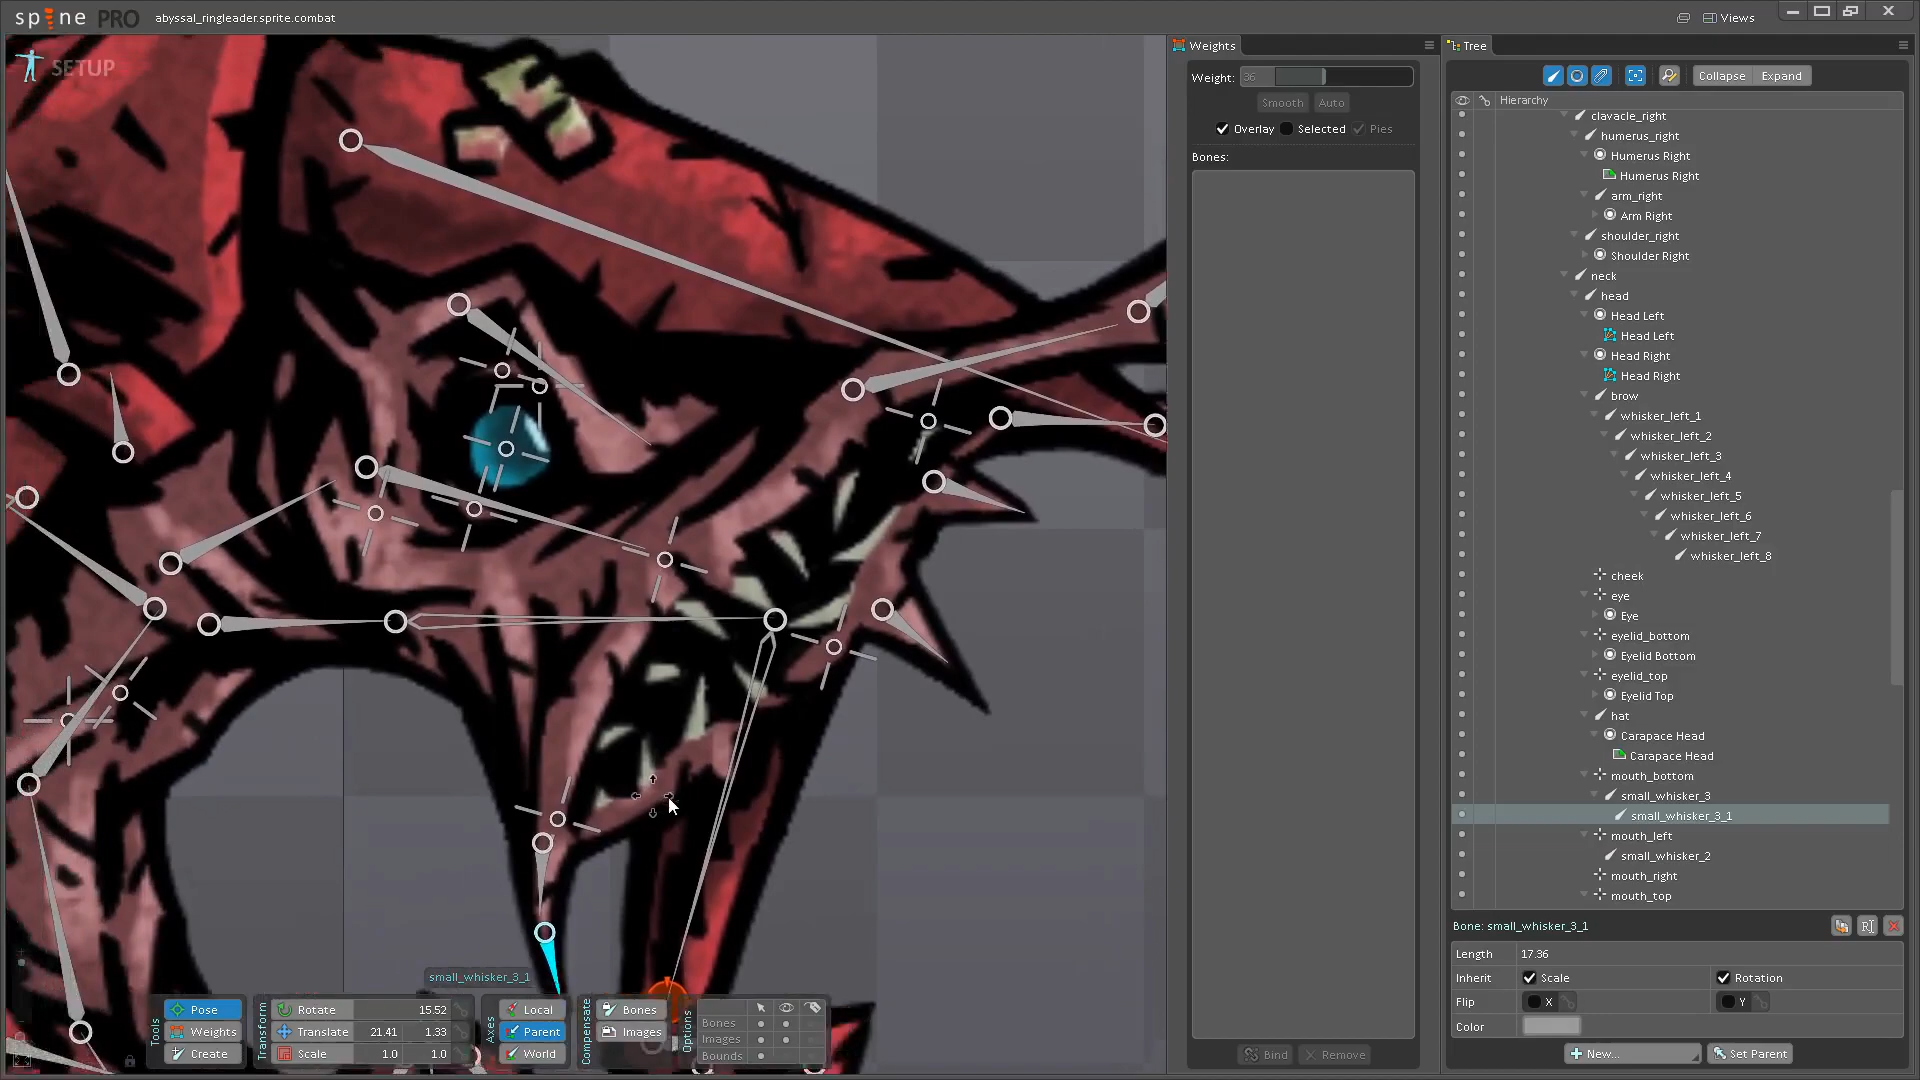 spine PRO abyssal_ringleader.sprite.combat Views
SETUP
Weights
Weight: 36
Smooth Auto
Overlay Selected Pies
Bones:
Bind Remove
Tree
Collapse Expand
Hierarchy
clavacle_right
humerus_right
Humerus Right
Humerus Right
arm_right
Arm Right
shoulder_right
Shoulder Right
neck
head
Head Left
Head Left
Head Right
Head Right
brow
whisker_left_1
whisker_left_2
whisker_left_3
whisker_left_4
whisker_left_5
whisker_left_6
whisker_left_7
whisker_left_8
cheek
eye
Eye
eyelid_bottom
Eyelid Bottom
eyelid_top
Eyelid Top
hat
Carapace Head
Carapace Head
mouth_bottom
small_whisker_3
small_whisker_3_1
mouth_left
small_whisker_2
mouth_right
mouth_top
Bone: small_whisker_3_1
Length 17.36
Inherit Scale Rotation
Flip X Y
Color
New... Set Parent
small_whisker_3_1
Tools
Pose
Weights
Create
Transform
Rotate 15.52
Translate 21.41 1.33
Scale 1.0 1.0
Axes
Local
Parent
World
Compensate
Bones
Images
Options
Bones
Images
Bounds